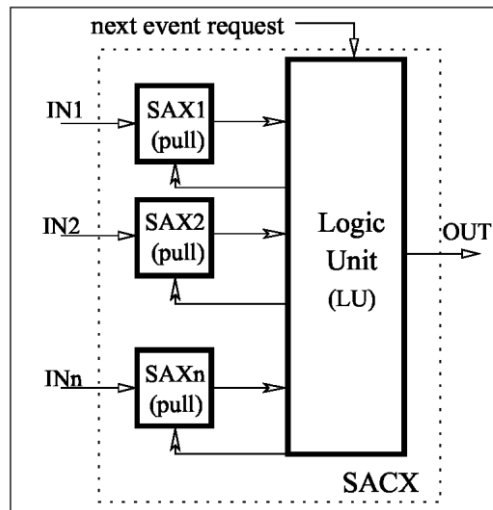 next event request
IN1
SAX1
(pull)
IN2
SAX2
(pull)
Logic
Unit
(LU)
OUT
INn
SAXn
(pull)
SACX